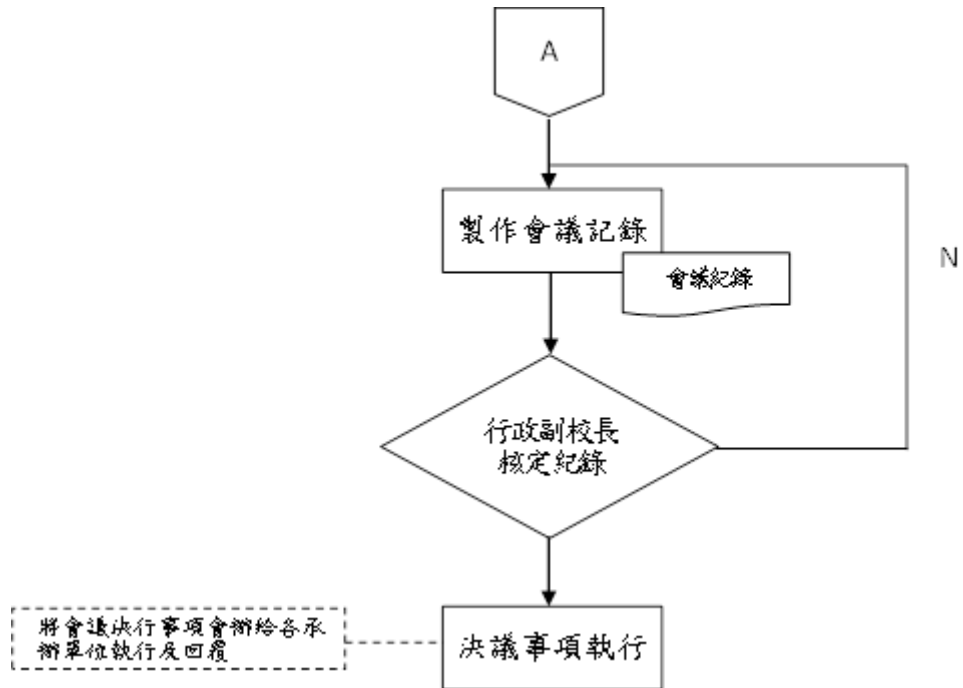 A
製作會議記錄
會議紀錄
N
行政副校長
核定紀錄
將會議決行事項會辦給各承
辦單位執行及回覆
決議事項執行